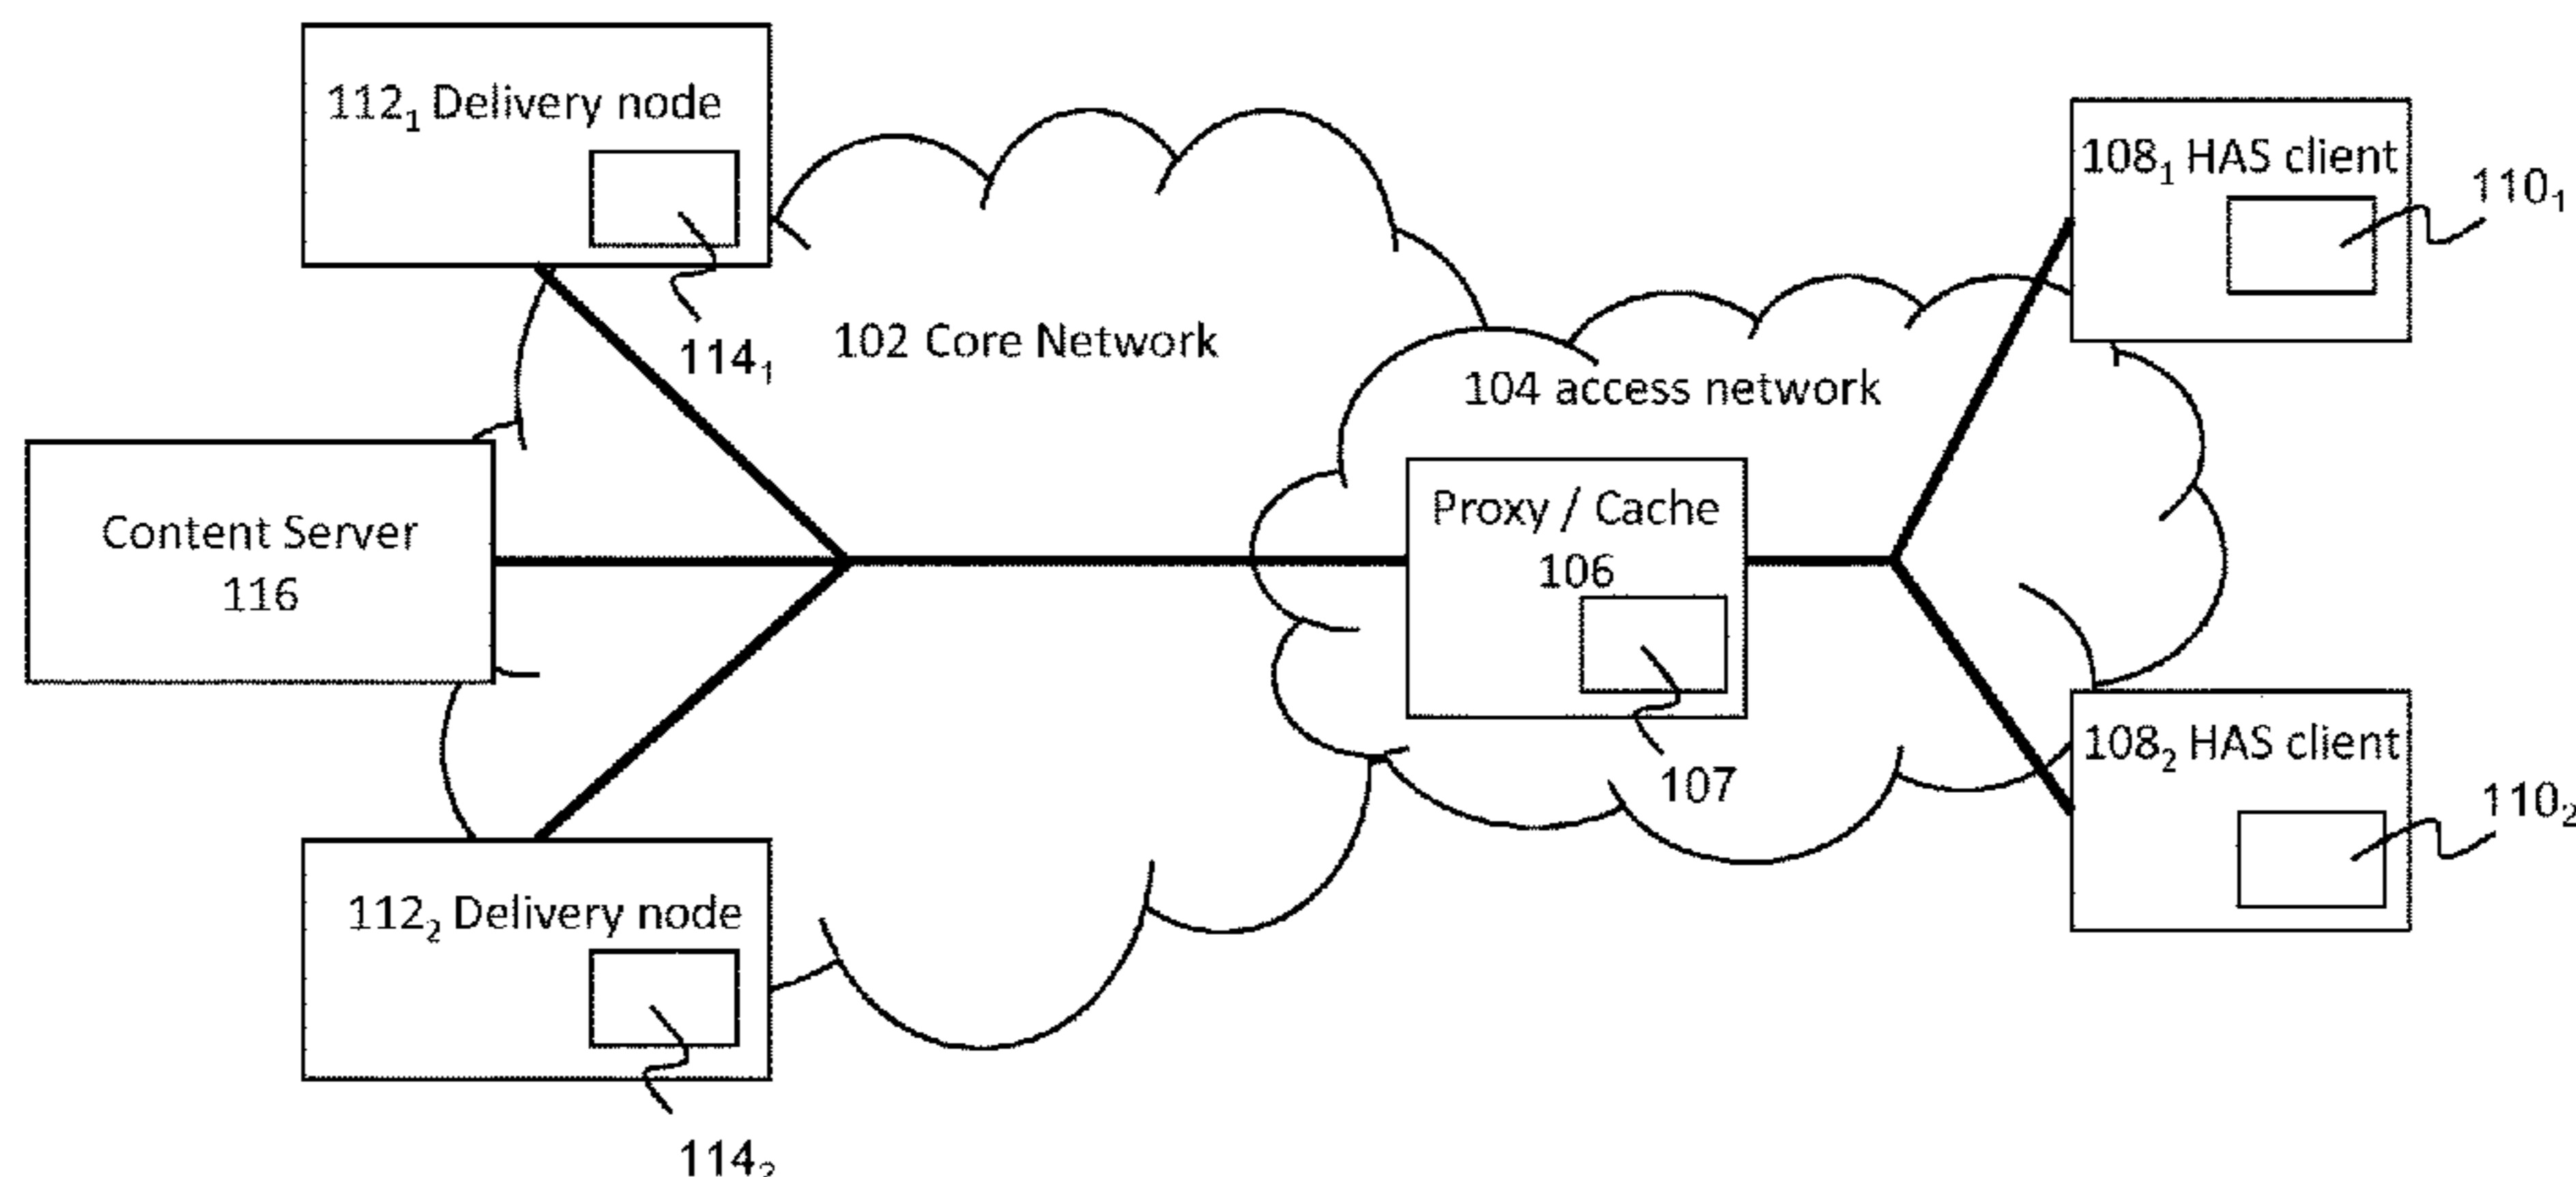 112₁ Delivery node
114₁
102 Core Network
104 access network
108₁ HAS client
110₁
Content Server
116
Proxy / Cache
106
107
108₂ HAS client
110₂
112₂ Delivery node
114₂